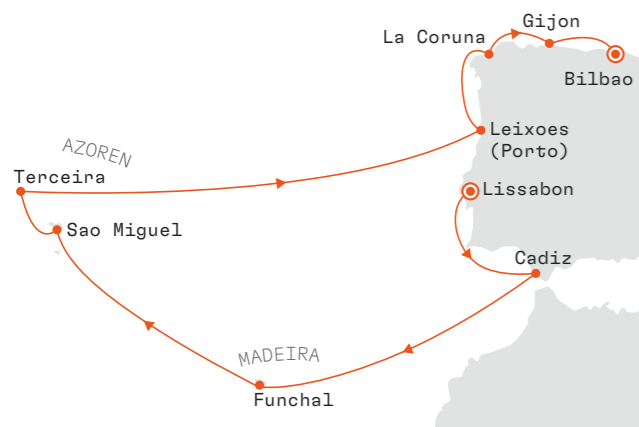 Gijon
La Coruna
Bilbao
Leixoes
(Porto)
AZOREN
Terceira
Lissabon
Sao Miguel
Cadiz
MADEIRA
Funchal